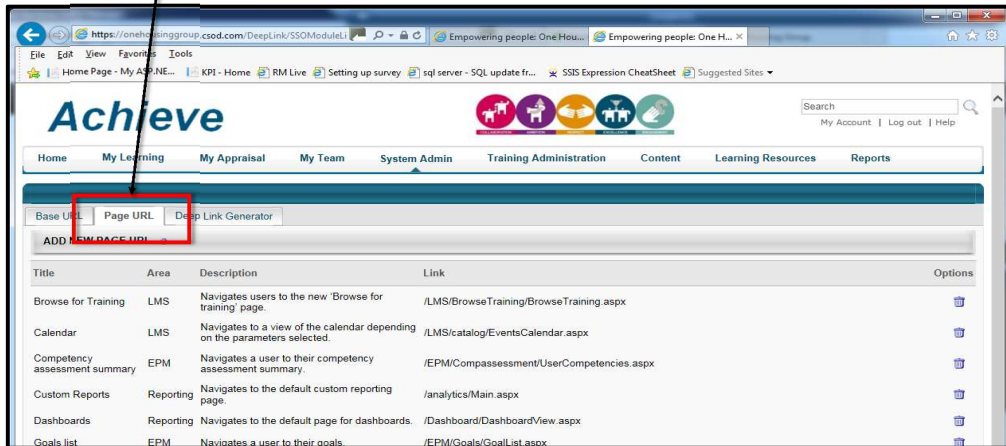 https://onehousinggroup.csod.com/DeepLink/SSOModuleLi
Empowering people: One Hou...
Empowering people: One H...
File Edit View Favorites Tools
Home Page - My ASP.NE... KPI - Home RM Live Setting up survey sql server - SQL update fr... SSIS Expression CheatSheet Suggested Sites
Achieve
COLLABORATION AMBITION RESPECT EXCELLENCE
Search
My Account | Log out | Help
Home My Learning My Appraisal My Team System Admin Training Administration Content Learning Resources Reports
Base URL Page URL Deep Link Generator
ADD NEW PAGE URL
Title Area Description Link Options
Browse for Training LMS Navigates users to the new 'Browse for training' page. /LMS/BrowseTraining/BrowseTraining.aspx
Calendar LMS Navigates to a view of the calendar depending on the parameters selected. /LMS/catalog/EventsCalendar.aspx
Competency assessment summary EPM Navigates a user to their competency assessment summary. /EPM/Compassessment/UserCompetencies.aspx
Custom Reports Reporting Navigates to the default custom reporting page. /analytics/Main.aspx
Dashboards Reporting Navigates to the default page for dashboards. /Dashboard/DashboardView.aspx
Goals list EPM Navigates a user to their goals. /EPM/Goals/GoalList.aspx